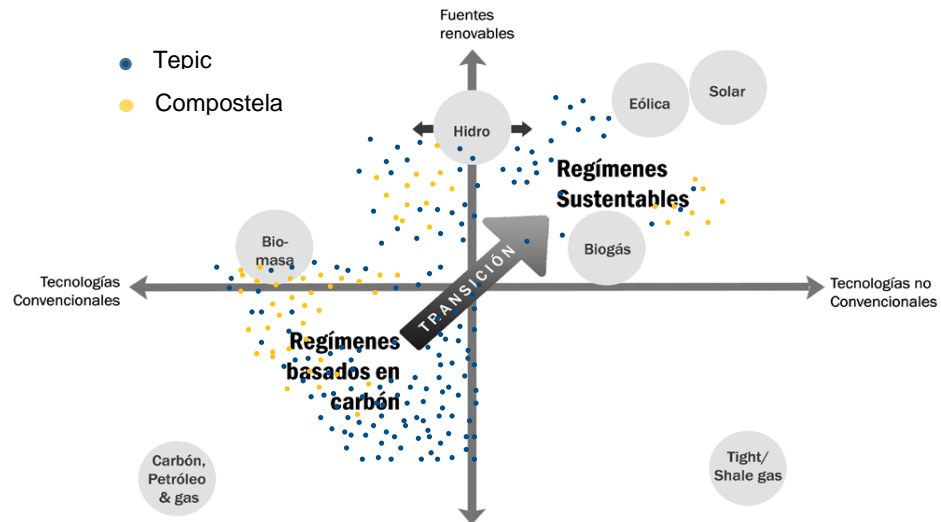 Fuentes
renovables
Tepic
Compostela
Hidro
Eólica
Solar
Regímenes
Sustentables
Bio-
masa
Biogás
TRANSICIÓN
Tecnologías
Convencionales
Tecnologías no
Convencionales
Regímenes
basados en
carbón
Carbón,
Petróleo
& gas
Tight/
Shale gas